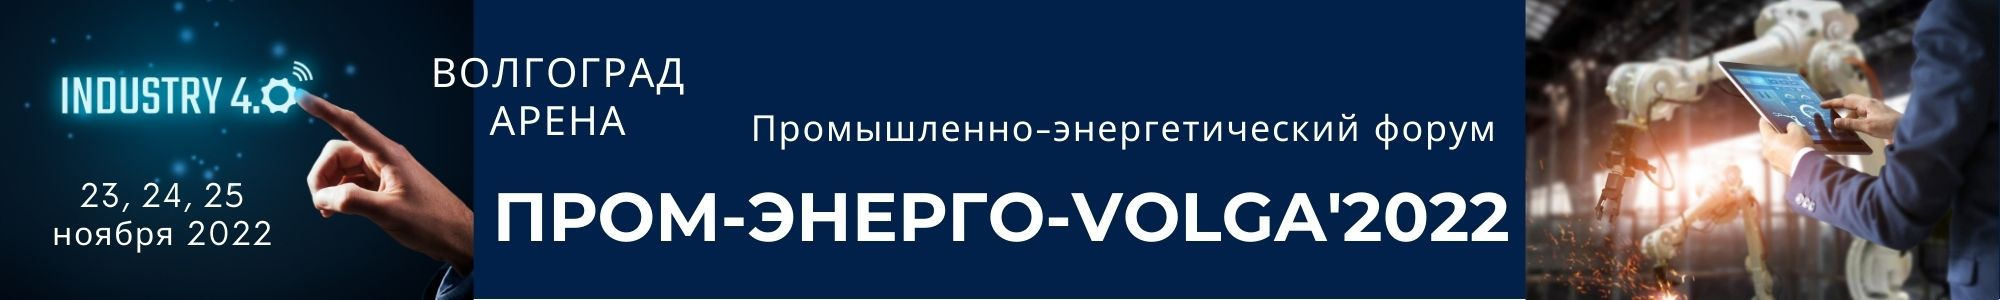 INDUSTRY 4.0
23, 24, 25
ноября 2022
ВОЛГОГРАД
АРЕНА
Промышленно-энергетический форум
ПРОМ-ЭНЕРГО-VOLGA'2022